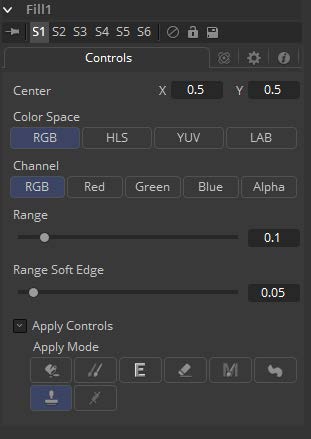 Fill1
S1 S2 S3 S4 S5 S6
Controls
Center X 0.5 Y 0.5
Color Space
RGB HLS YUV LAB
Channel
RGB Red Green Blue Alpha
Range
0.1
Range Soft Edge
0.05
Apply Controls
Apply Mode
E M